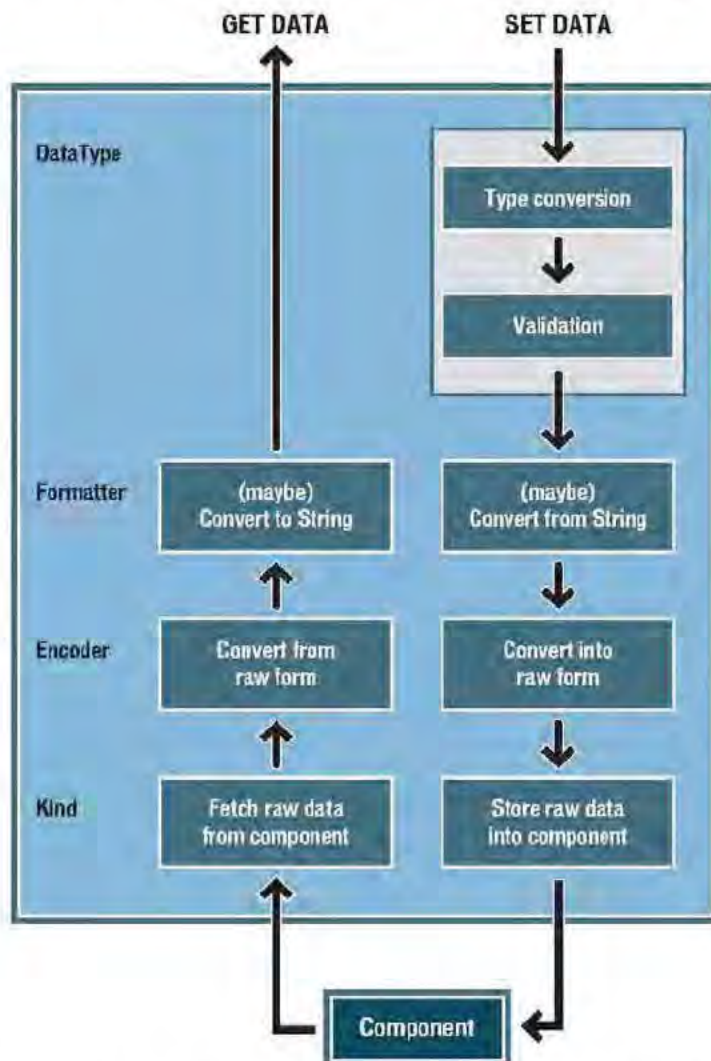 GET DATA
SET DATA
DataType
Type conversion
Validation
Formatter
(maybe)
Convert to String
(maybe)
Convert from String
Encoder
Convert from
raw form
Convert into
raw form
Kind
Fetch raw data
from component
Store raw data
into component
Component